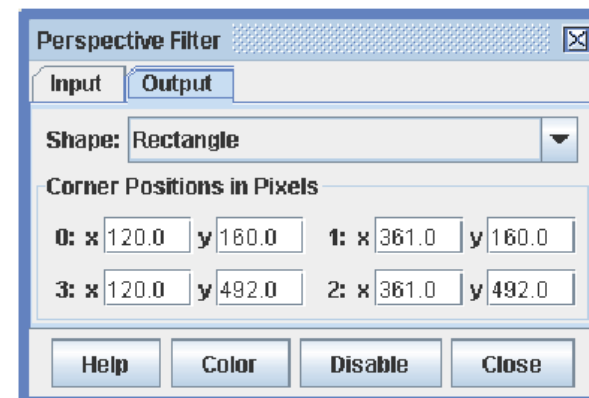 Perspective Filter
Input Output
Shape: Rectangle
Corner Positions in Pixels
0: x 120.0 y 160.0 1: x 361.0 y 160.0
3: x 120.0 y 492.0 2: x 361.0 y 492.0
Help Color Disable Close